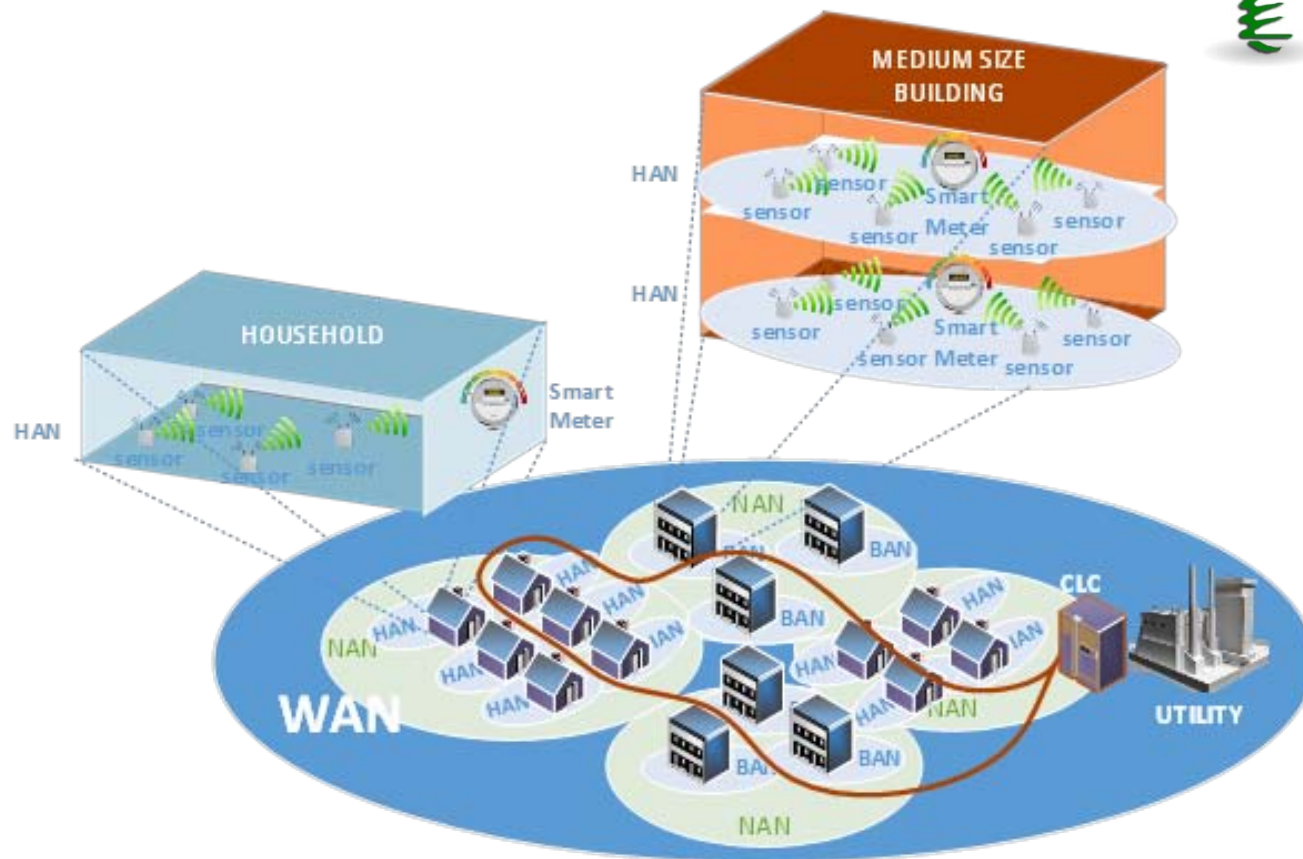 MEDIUM SIZE
BUILDING
HAN
sensor
sensor
Smart
Meter
sensor
sensor
sensor
HAN
sensor
sensor
Smart
Meter
sensor
sensor
sensor
HOUSEHOLD
Smart
Meter
HAN
sensor
sensor
sensor
sensor
NAN
BAN
BAN
BAN
HAN
HAN
HAN
HAN
HAN
NAN
CLC
HAN
HAN
HAN
NAN
UTILITY
WAN
BAN
BAN
NAN